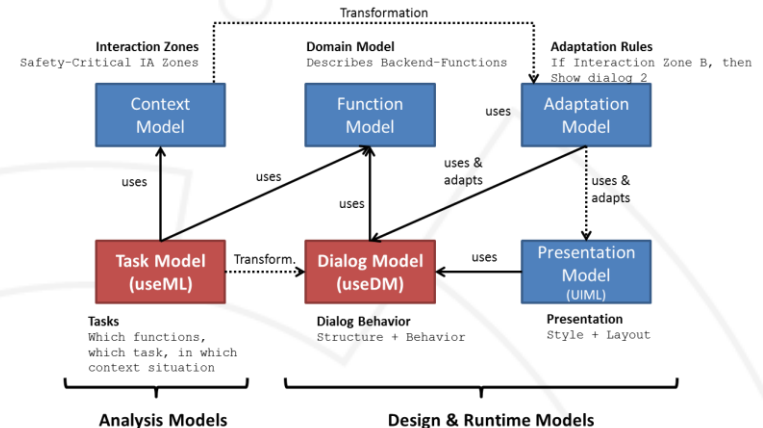 Transformation
Interaction Zones
Safety-Critical IA Zones
Domain Model
Describes Backend-Functions
Adaptation Rules
If Interaction Zone B, then
Show dialog 2
Context
Model
Function
Model
uses
Adaptation
Model
uses
uses
uses
uses &
adapts
uses &
adapts
Task Model
(useML)
Transform.
Dialog Model
(useDM)
uses
Presentation
Model
(UIML)
Tasks
Which functions,
which task, in which
context situation
Dialog Behavior
Structure + Behavior
Presentation
Style + Layout
Analysis Models
Design & Runtime Models